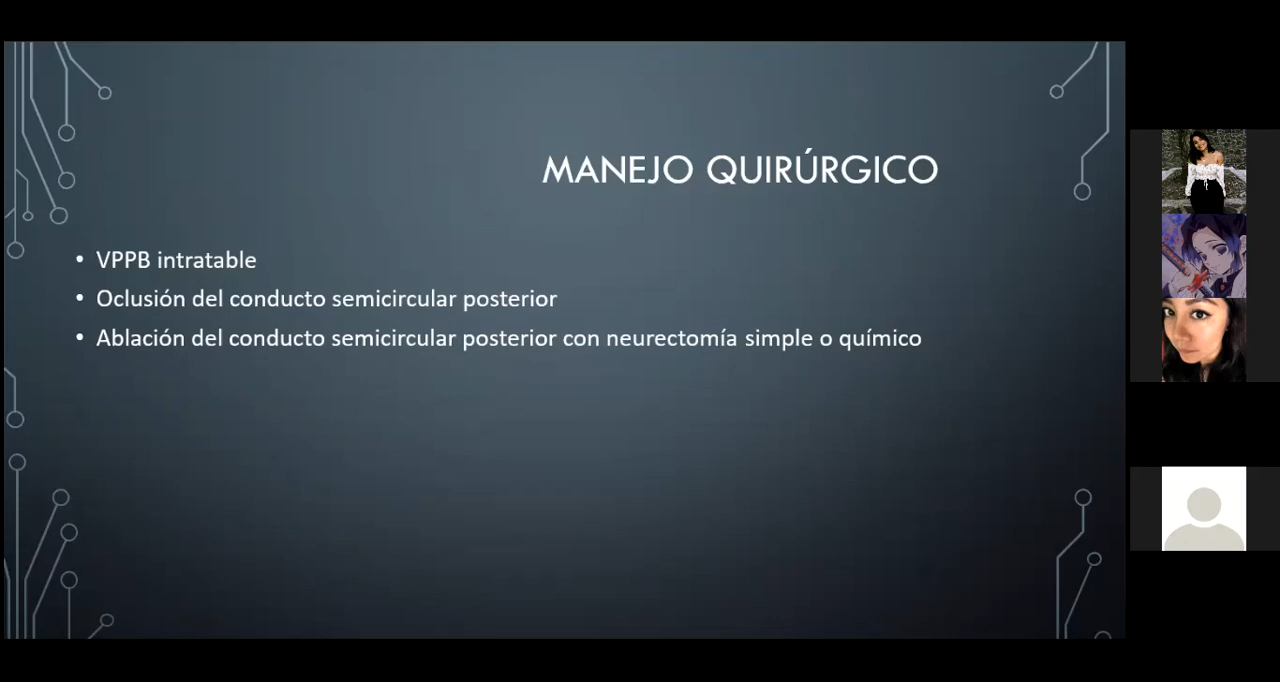 MANEJO QUIRÚRGICO
• VPPB intratable
• Oclusión del conducto semicircular posterior
• Ablación del conducto semicircular posterior con neurectomía simple o químico